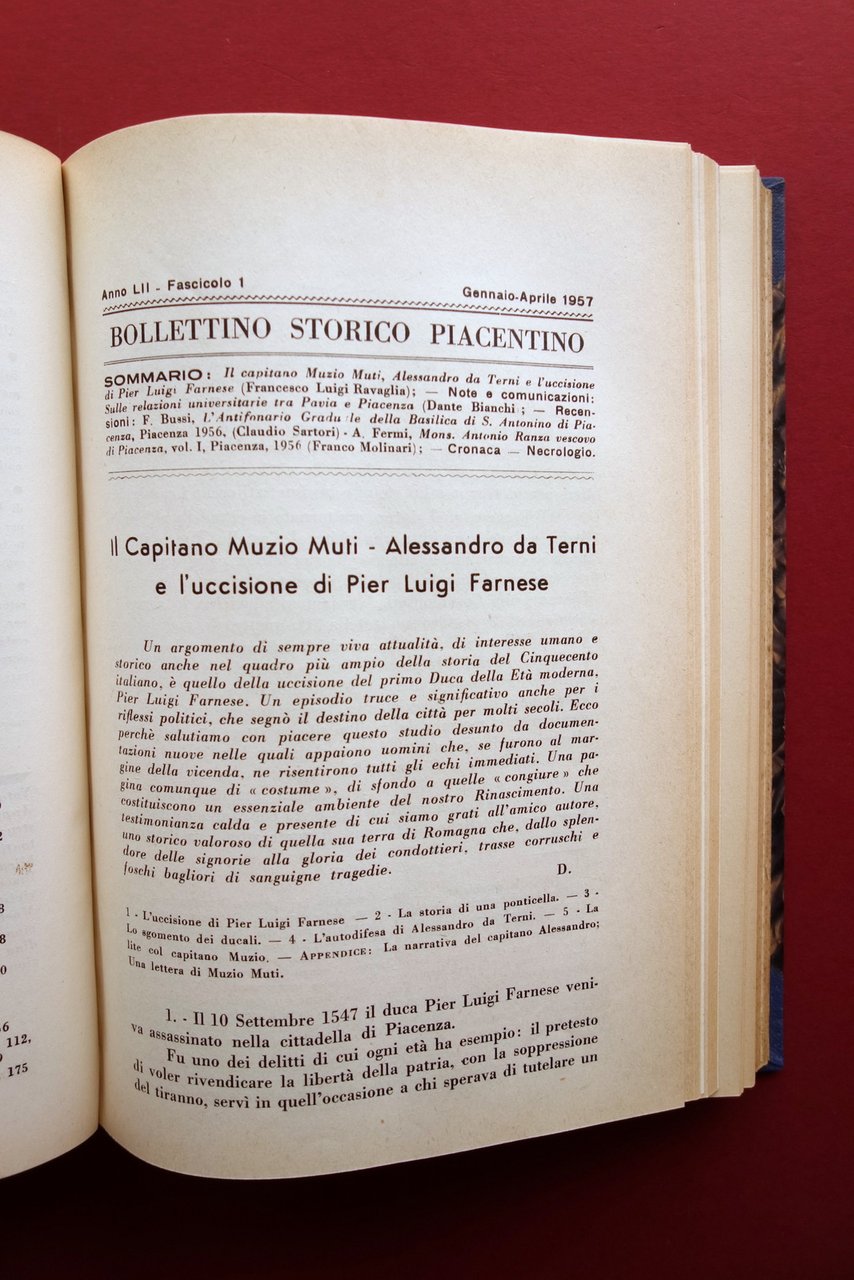 Anno LII - Fascicolo 1
Gennaio-Aprile 1957
BOLLETTINO STORICO PIACENTINO
SOMMARIO: Il capitano Muzio Muti, Alessandro da Terni e l'uccisione
di Pier Luigi Farnese (Francesco Luigi Ravaglia); — Note e comunicazioni:
Sulle relazioni universitarie tra Pavia e Piacenza (Dante Bianchi ; — Recen-
sioni: F. Bussi, L'Antifonario Gradu le della Basilica di S. Antonino di Pia-
cenza, Piacenza 1956, (Claudio Sartori) - A. Fermi, Mons. Antonio Ranza vescovo
di Piacenza, vol. I, Piacenza, 1956 (Franco Molinari); — Cronaca — Necrologio.
Il Capitano Muzio Muti - Alessandro da Terni
e l'uccisione di Pier Luigi Farnese
Un argomento di sempre viva attualità, di interesse umano e
storico anche nel quadro più ampio della storia del Cinquecento
italiano, è quello della uccisione del primo Duca della Età moderna,
Pier Luigi Farnese. Un episodio truce e significativo anche per i
riflessi politici, che segnò il destino della città per molti secoli. Ecco
perchè salutiamo con piacere questo studio desunto da documen-
tazioni nuove nelle quali appaiono uomini che, se furono al mar-
gine della vicenda, ne risentirono tutti gli echi immediati. Una pa-
gina comunque di « costume », di sfondo a quelle « congiure » che
costituiscono un essenziale ambiente del nostro Rinascimento. Una
testimonianza calda e presente di cui siamo grati all'amico autore,
uno storico valoroso di quella sua terra di Romagna che, dallo splen-
dore delle signorie alla gloria dei condottieri, trasse corruschi e
foschi bagliori di sanguigne tragedie.
D.
1 - L'uccisione di Pier Luigi Farnese — 2 - La storia di una ponticella. — 3 -
Lo sgomento dei ducali. — 4 - L'autodifesa di Alessandro da Terni. — 5 - La
lite col capitano Muzio. — APPENDICE: La narrativa del capitano Alessandro;
Una lettera di Muzio Muti.
1. - Il 10 Settembre 1547 il duca Pier Luigi Farnese veni-
va assassinato nella cittadella di Piacenza.
Fu uno dei delitti di cui ogni età ha esempio: il pretesto
di voler rivendicare la libertà della patria, con la soppressione
del tiranno, servì in quell'occasione a chi sperava di tutelare un
112,
175